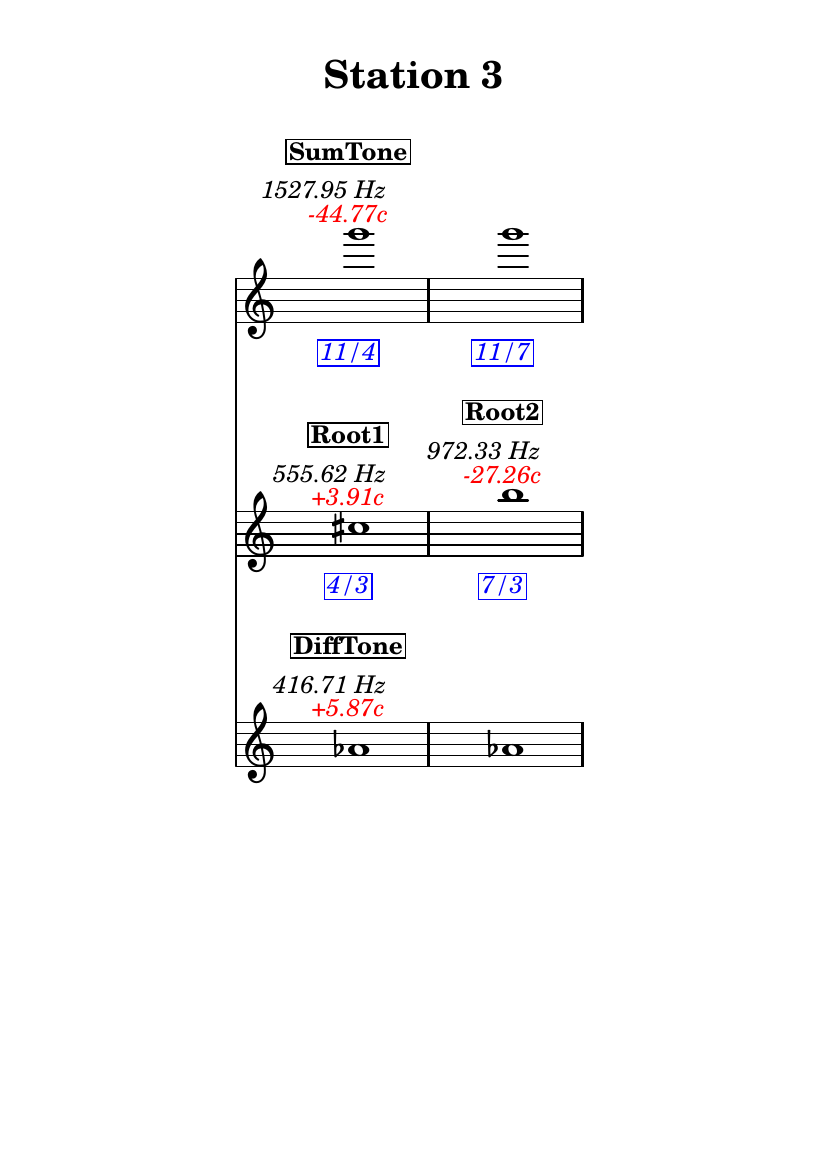 Station 3
SumTone
1527.95 Hz
-44.77c
11/4 11/7
Root2
Root1
972.33 Hz
555.62 Hz
-27.26c
+3.91c
4/3 7/3
DiffTone
416.71 Hz
+5.87c